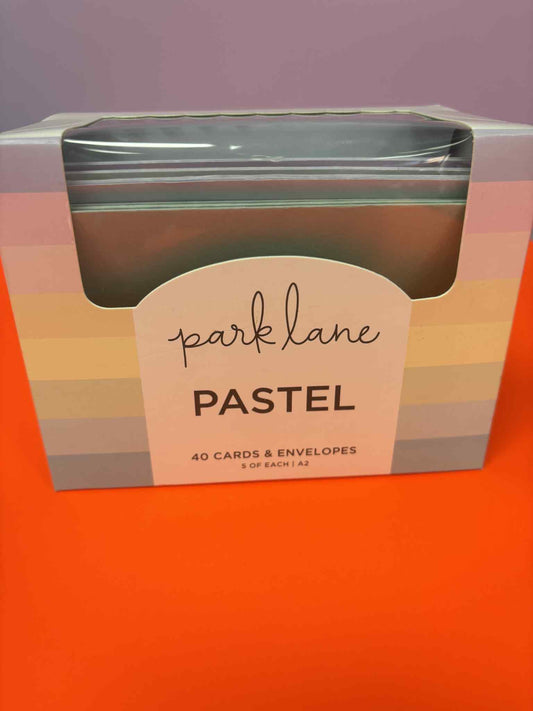 park lane
PASTEL
40 CARDS & ENVELOPES
5 OF EACH | A2